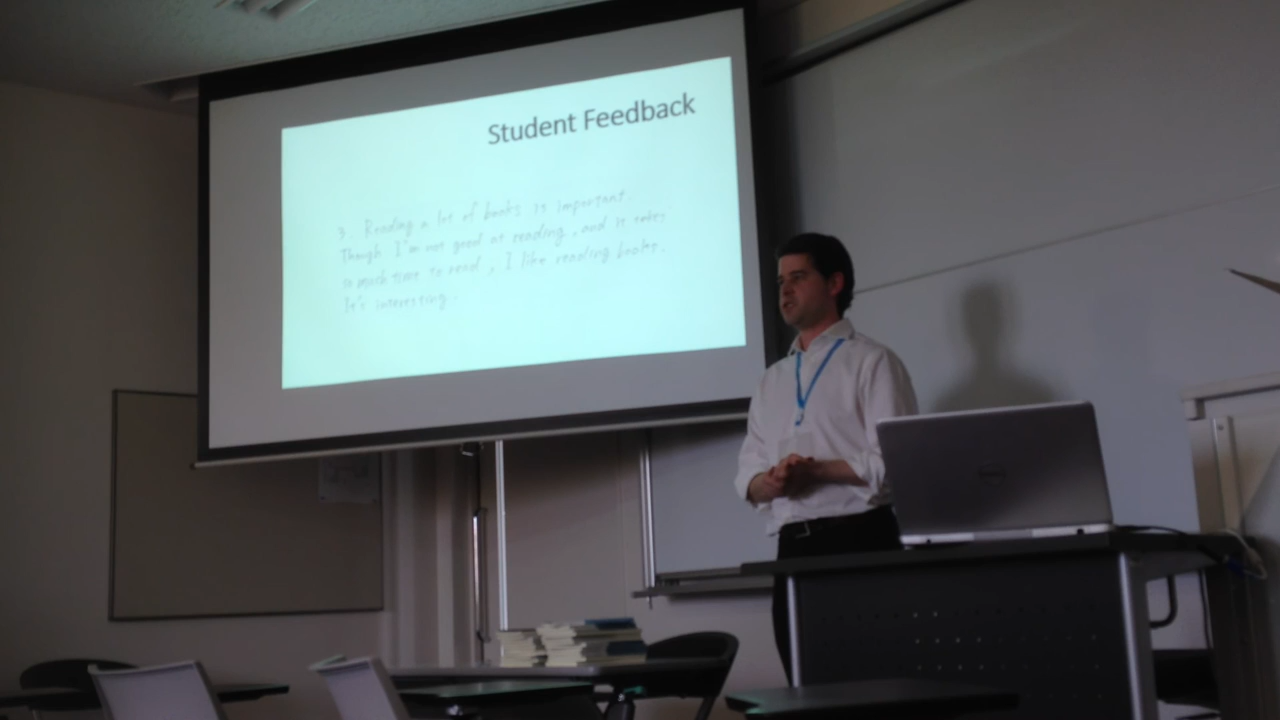 Student Feedback
3. Reading a lot of books is important.
Though I'm not good at reading, and it takes
so much time to read, I like reading books.
It's interesting.